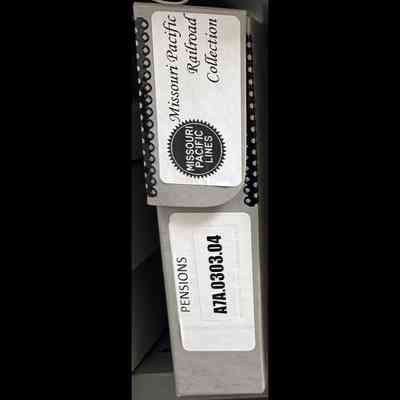 Missouri Pacific
Railroad
Collection
MISSOURI
PACIFIC
LINES
PENSIONS
A7A.0303.04